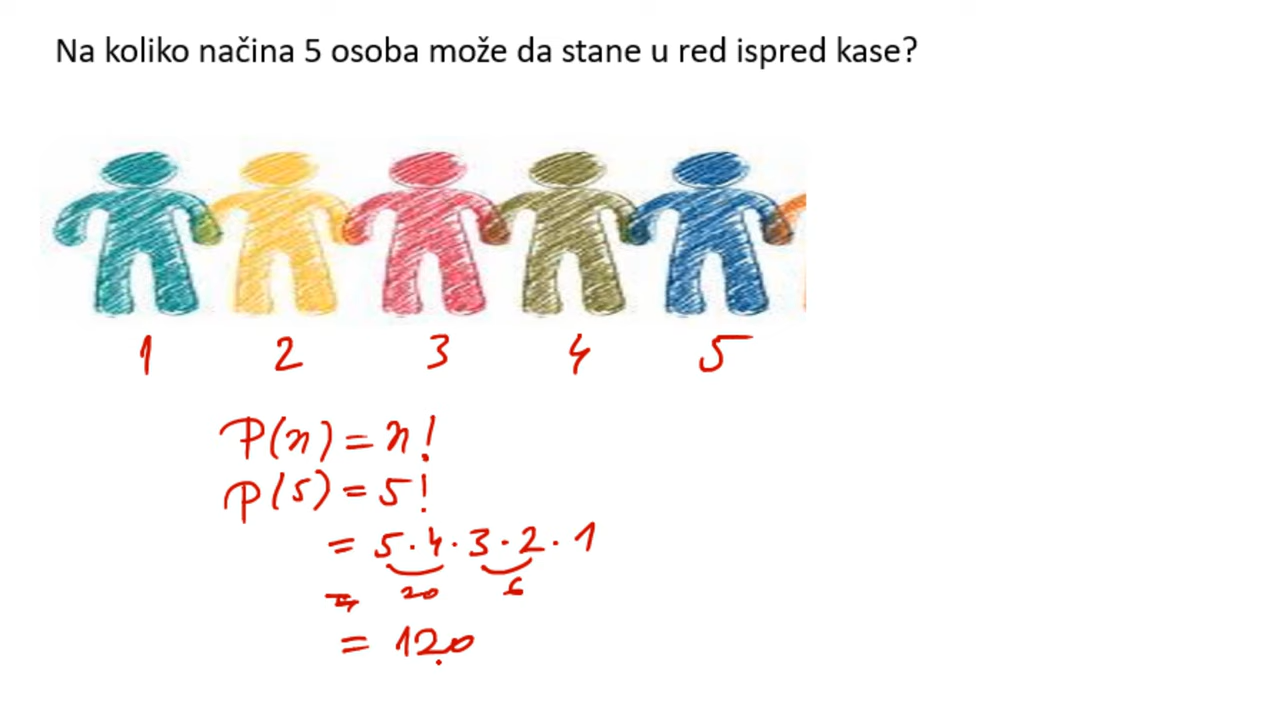 Na koliko načina 5 osoba može da stane u red ispred kase?
1 2 3 4 5
P(n) = n!
P(5) = 5!
= 5 · 4 · 3 · 2 · 1
= 20 6
= 120